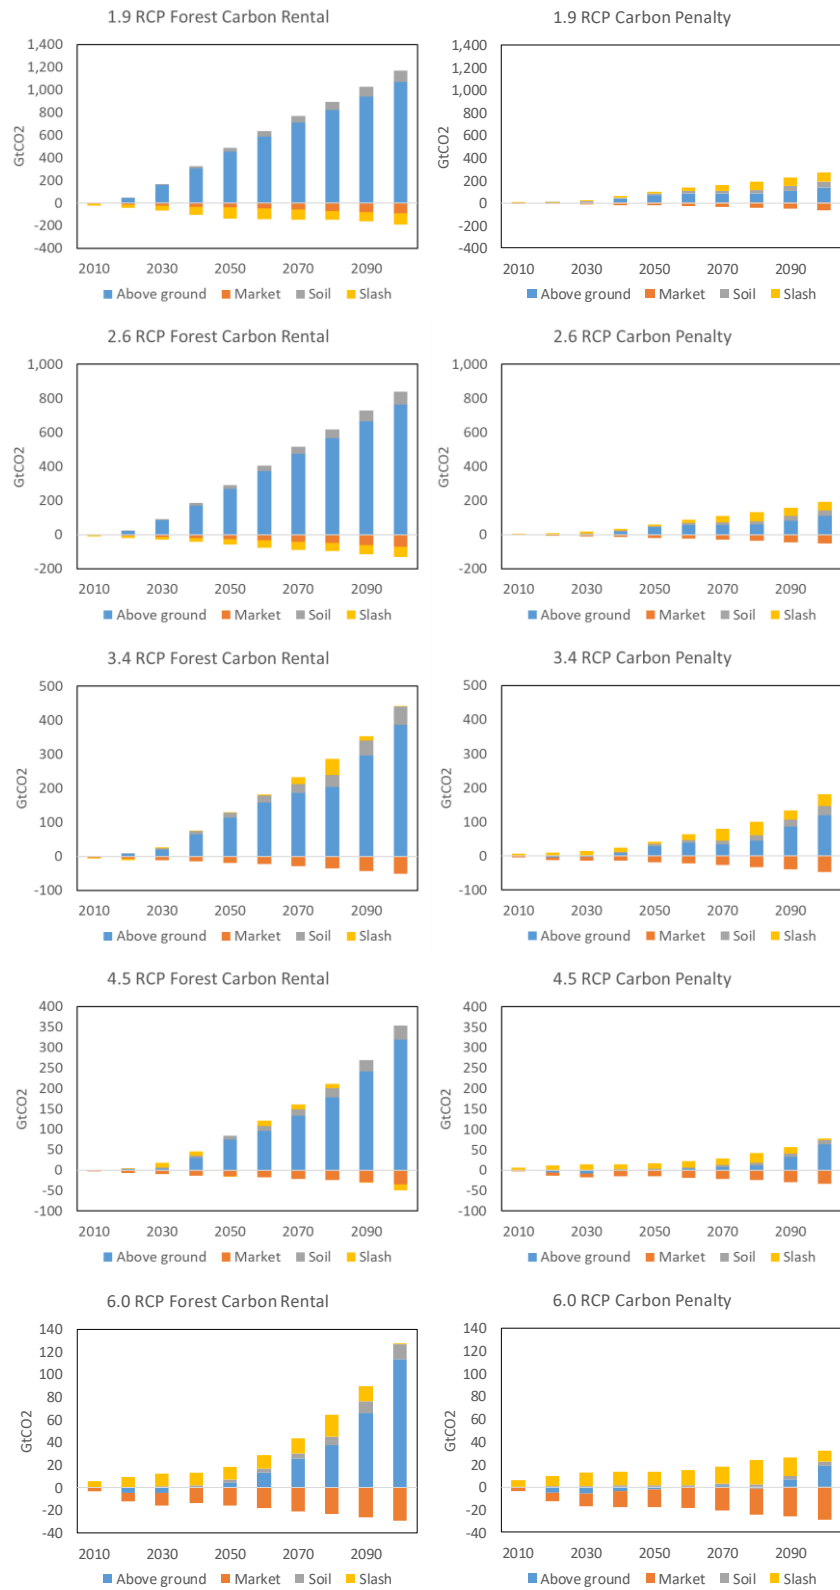 1.9 RCP Forest Carbon Rental
1,400
1,200
1,000
800
600
400
200
0
-200
-400
GtCO2
2010 2030 2050 2070 2090
Above ground Market Soil Slash
1.9 RCP Carbon Penalty
1,400
1,200
1,000
800
600
400
200
0
-200
-400
GtCO2
2010 2030 2050 2070 2090
Above ground Market Soil Slash
2.6 RCP Forest Carbon Rental
1,000
800
600
400
200
0
-200
GtCO2
2010 2030 2050 2070 2090
Above ground Market Soil Slash
2.6 RCP Carbon Penalty
1,000
800
600
400
200
0
-200
GtCO2
2010 2030 2050 2070 2090
Above ground Market Soil Slash
3.4 RCP Forest Carbon Rental
500
400
300
200
100
0
-100
GtCO2
2010 2030 2050 2070 2090
Above ground Market Soil Slash
3.4 RCP Carbon Penalty
500
400
300
200
100
0
-100
GtCO2
2010 2030 2050 2070 2090
Above ground Market Soil Slash
4.5 RCP Forest Carbon Rental
400
350
300
250
200
150
100
50
0
-50
-100
GtCO2
2010 2030 2050 2070 2090
Above ground Market Soil Slash
4.5 RCP Carbon Penalty
400
350
300
250
200
150
100
50
0
-50
-100
GtCO2
2010 2030 2050 2070 2090
Above ground Market Soil Slash
6.0 RCP Forest Carbon Rental
140
120
100
80
60
40
20
0
-20
-40
GtCO2
2010 2030 2050 2070 2090
Above ground Market Soil Slash
6.0 RCP Carbon Penalty
140
120
100
80
60
40
20
0
-20
-40
GtCO2
2010 2030 2050 2070 2090
Above ground Market Soil Slash